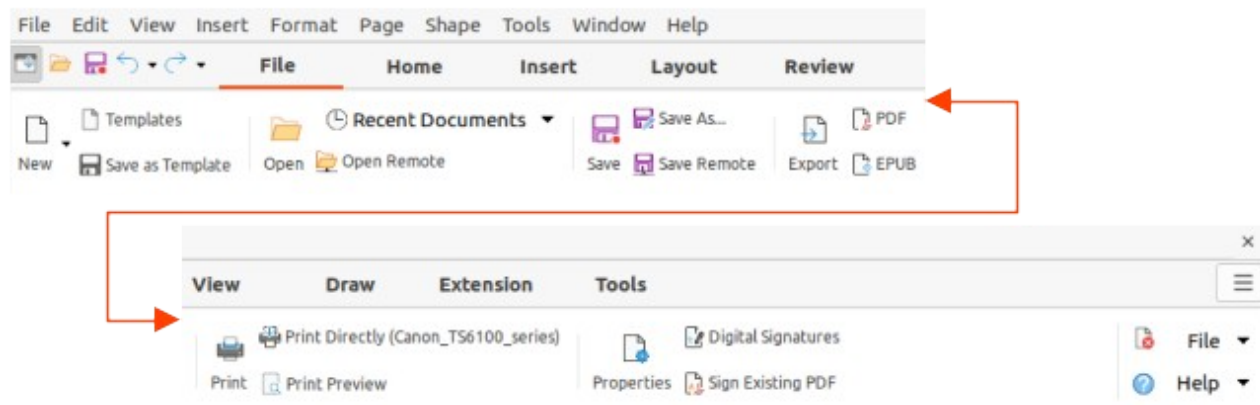 File Edit View Insert Format Page Shape Tools Window Help
File Home Insert Layout Review
Templates Recent Documents Save As... PDF
New Save as Template Open Open Remote Save Save Remote Export EPUB
View Draw Extension Tools
Print Directly (Canon_TS6100_series) Digital Signatures File
Print Print Preview Properties Sign Existing PDF Help